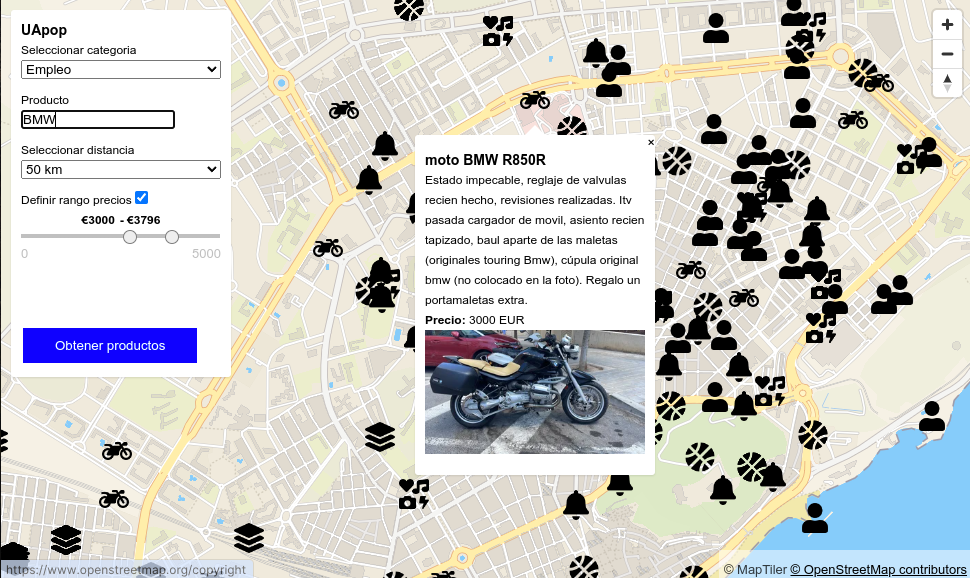 UApop
Seleccionar categoria
Empleo
Producto
BMW
Seleccionar distancia
50 km
Definir rango precios
€3000 - €3796
0 5000
Obtener productos
×
moto BMW R850R
Estado impecable, reglaje de valvulas
recien hecho, revisiones realizadas. Itv
pasada cargador de movil, asiento recien
tapizado, baul aparte de las maletas
(originales touring Bmw), cúpula original
bmw (no colocado en la foto). Regalo un
portamaletas extra.
Precio: 3000 EUR
https://www.openstreetmap.org/copyright
© MapTiler © OpenStreetMap contributors